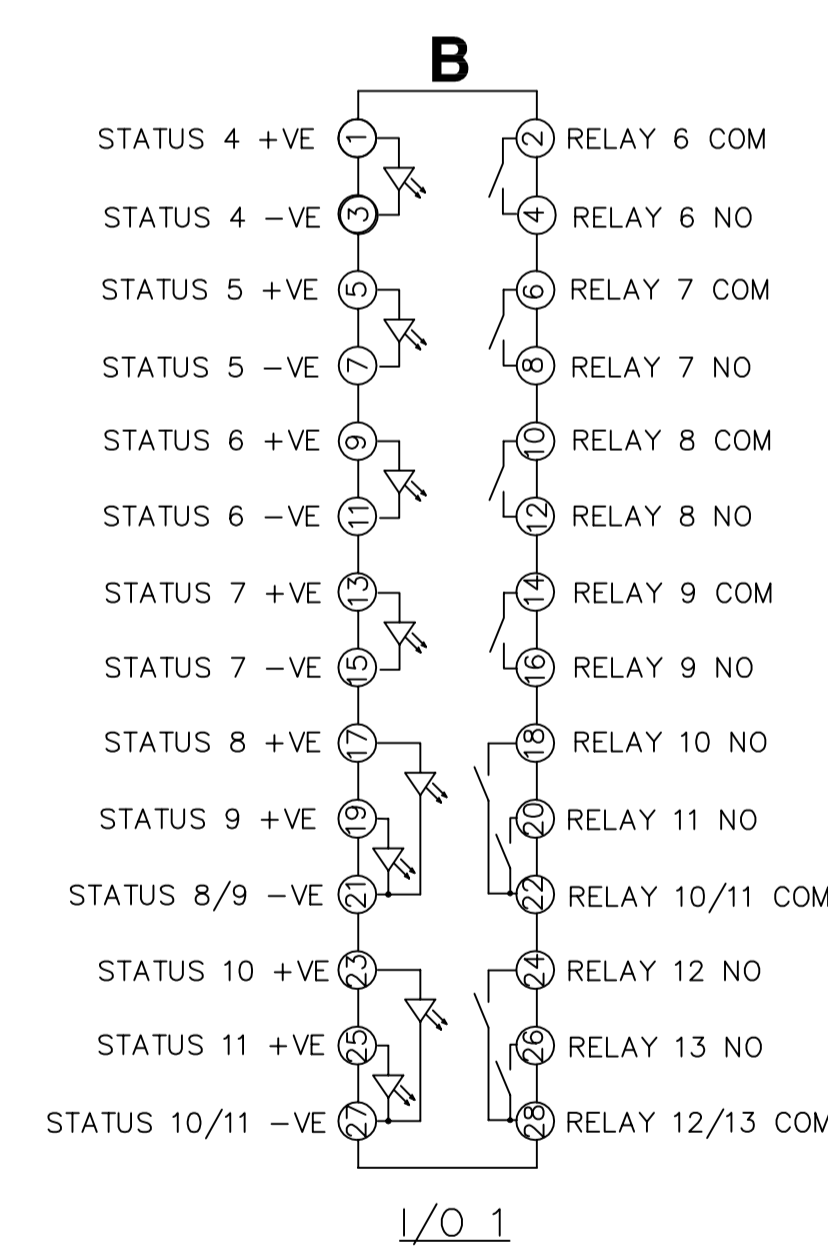 B
STATUS 4 +VE 1 2 RELAY 6 COM
STATUS 4 −VE 3 4 RELAY 6 NO
STATUS 5 +VE 5 6 RELAY 7 COM
STATUS 5 −VE 7 8 RELAY 7 NO
STATUS 6 +VE 9 10 RELAY 8 COM
STATUS 6 −VE 11 12 RELAY 8 NO
STATUS 7 +VE 13 14 RELAY 9 COM
STATUS 7 −VE 15 16 RELAY 9 NO
STATUS 8 +VE 17 18 RELAY 10 NO
STATUS 9 +VE 19 20 RELAY 11 NO
STATUS 8/9 −VE 21 22 RELAY 10/11 COM
STATUS 10 +VE 23 24 RELAY 12 NO
STATUS 11 +VE 25 26 RELAY 13 NO
STATUS 10/11 −VE 27 28 RELAY 12/13 COM
I/O 1